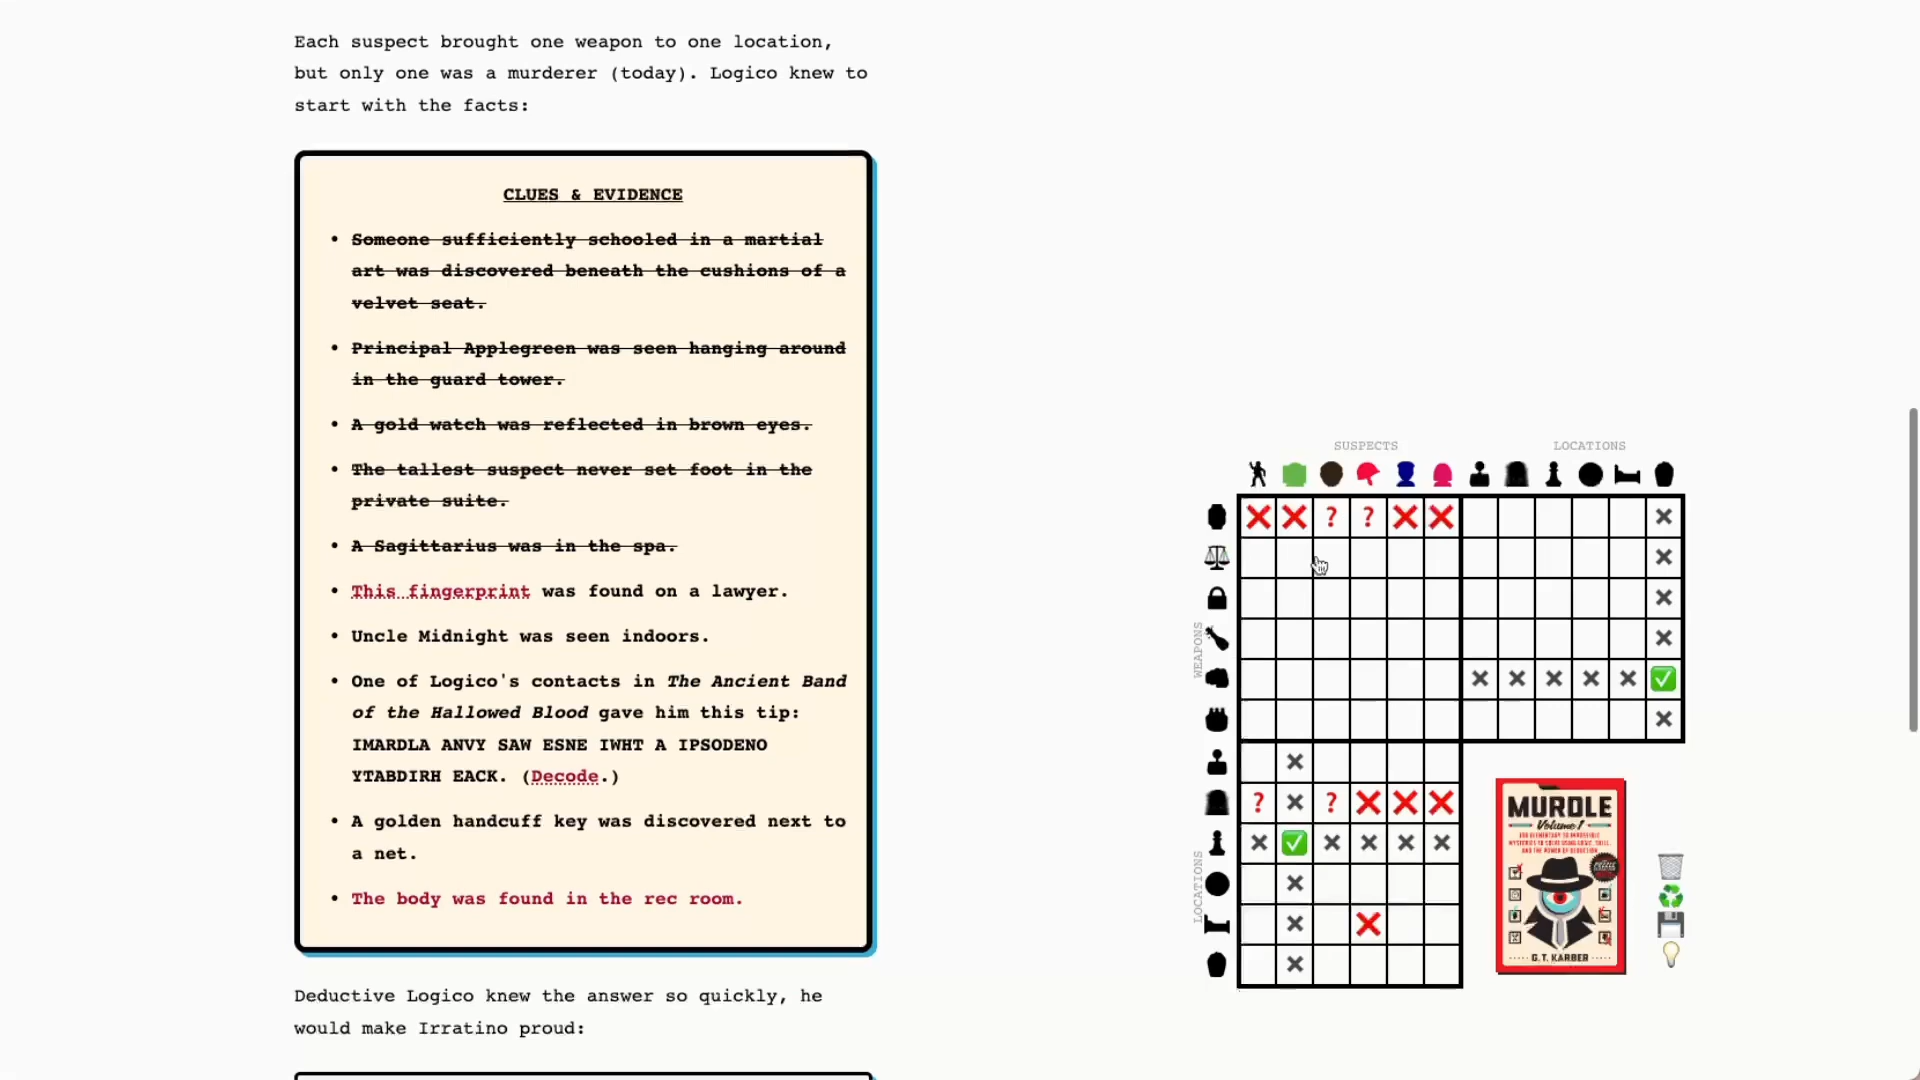 Each suspect brought one weapon to one location,
but only one was a murderer (today). Logico knew to
start with the facts:
CLUES & EVIDENCE
• Someone sufficiently schooled in a martial
art was discovered beneath the cushions of a
velvet seat.
• Principal Applegreen was seen hanging around
in the guard tower.
• A gold watch was reflected in brown eyes.
• The tallest suspect never set foot in the
private suite.
• A Sagittarius was in the spa.
• This fingerprint was found on a lawyer.
• Uncle Midnight was seen indoors.
• One of Logico's contacts in The Ancient Band
of the Hallowed Blood gave him this tip:
IMARDLA ANVY SAW ESNE IWHT A IPSODENO
YTABDIRH EACK. (Decode.)
• A golden handcuff key was discovered next to
a net.
• The body was found in the rec room.
Deductive Logico knew the answer so quickly, he
would make Irratino proud:
SUSPECTS
LOCATIONS
WEAPONS
LOCATIONS
MURDLE
Volume 1
G.T. KARBER